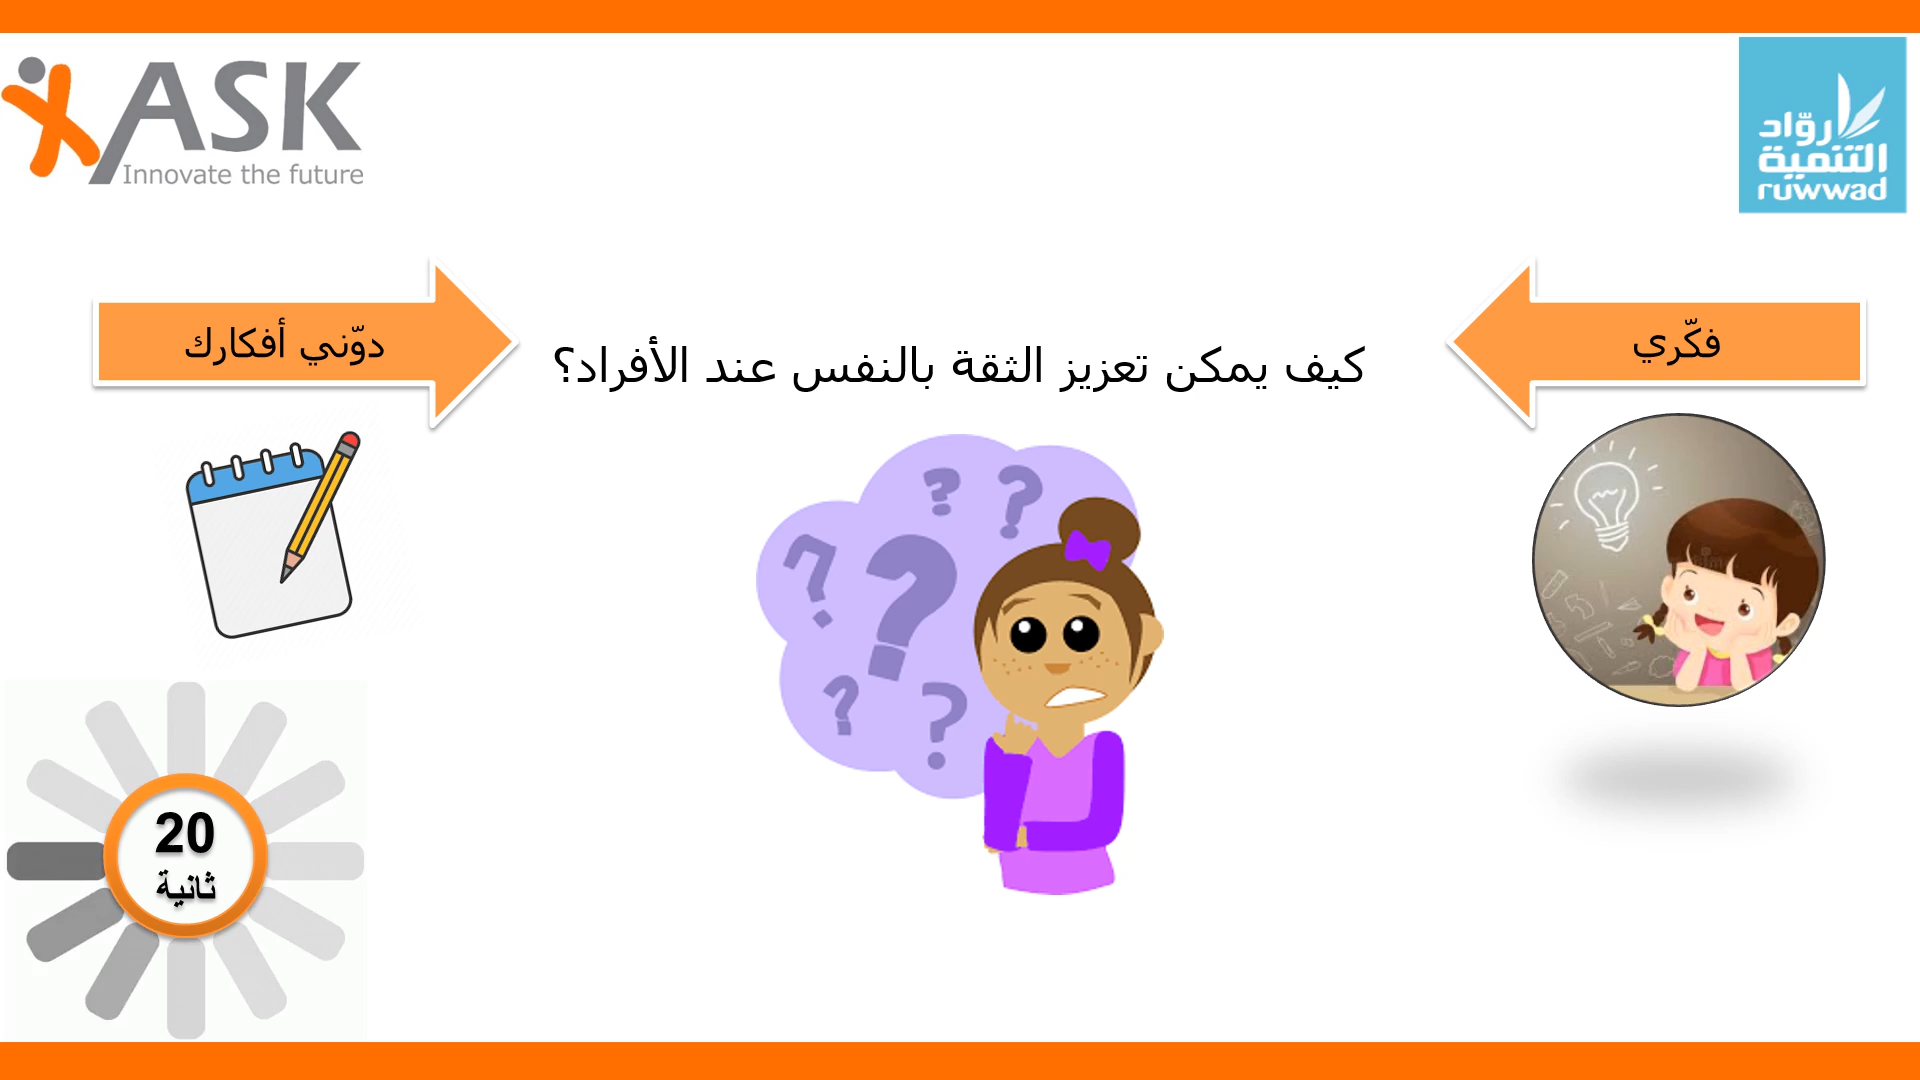 ASK
Innovate the future
روّاد
التنمية
ruwwad
فكّري
كيف يمكن تعزيز الثقة بالنفس عند الأفراد؟
دوّني أفكارك
20
ثانية